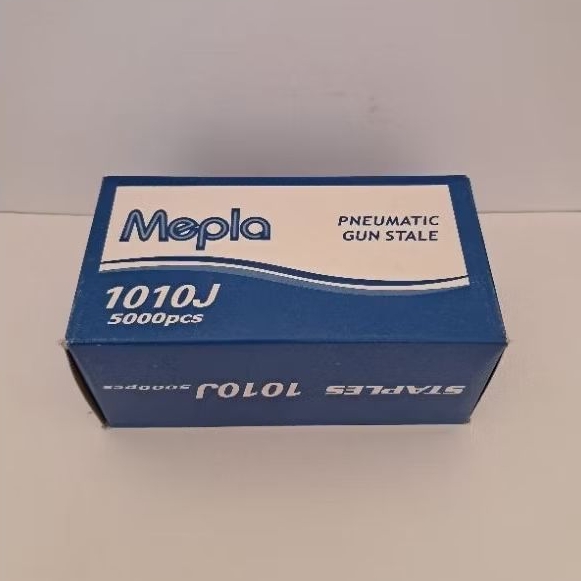 Mepla
PNEUMATIC
GUN STALE
1010J
5000pcs
STAPLES 1010J 5000pcs